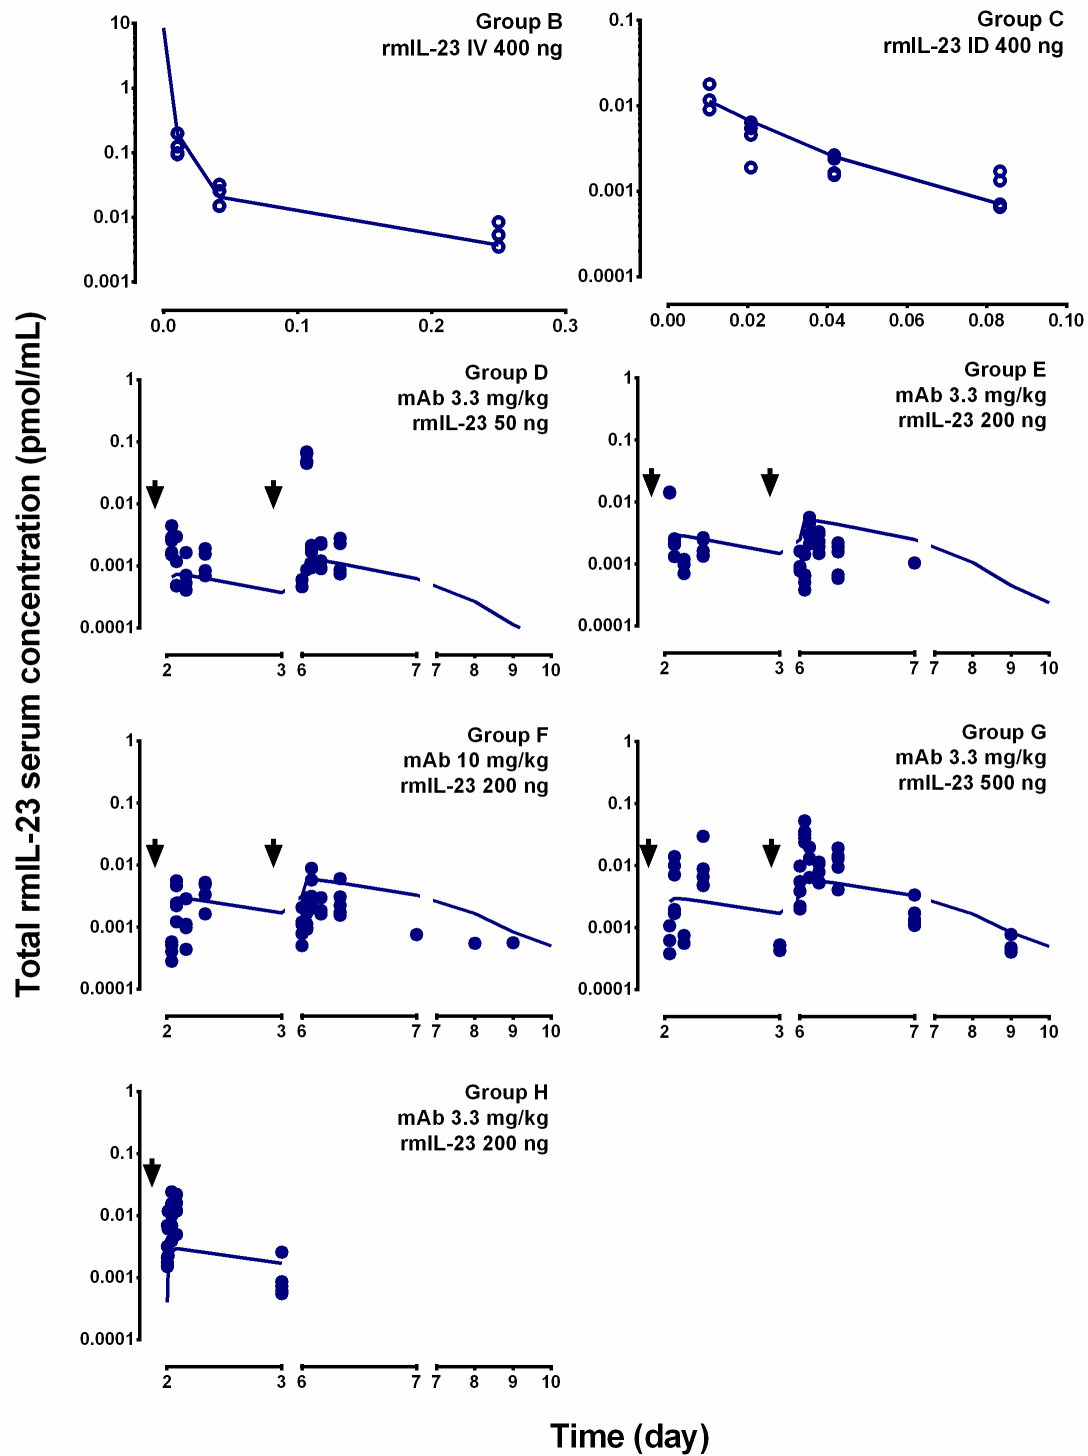 Total rmIL-23 serum concentration (pmol/mL)
Group B
rmIL-23 IV 400 ng
10
1
0.1
0.01
0.001
0.0 0.1 0.2 0.3
Group C
rmIL-23 ID 400 ng
0.1
0.01
0.001
0.0001
0.00 0.02 0.04 0.06 0.08 0.10
Group D
mAb 3.3 mg/kg
rmIL-23 50 ng
1
0.1
0.01
0.001
0.0001
2 3 6 7 7 8 9 10
Group E
mAb 3.3 mg/kg
rmIL-23 200 ng
1
0.1
0.01
0.001
0.0001
2 3 6 7 7 8 9 10
Group F
mAb 10 mg/kg
rmIL-23 200 ng
1
0.1
0.01
0.001
0.0001
2 3 6 7 7 8 9 10
Group G
mAb 3.3 mg/kg
rmIL-23 500 ng
1
0.1
0.01
0.001
0.0001
2 3 6 7 7 8 9 10
Group H
mAb 3.3 mg/kg
rmIL-23 200 ng
1
0.1
0.01
0.001
0.0001
2 3 6 7 7 8 9 10
Time (day)